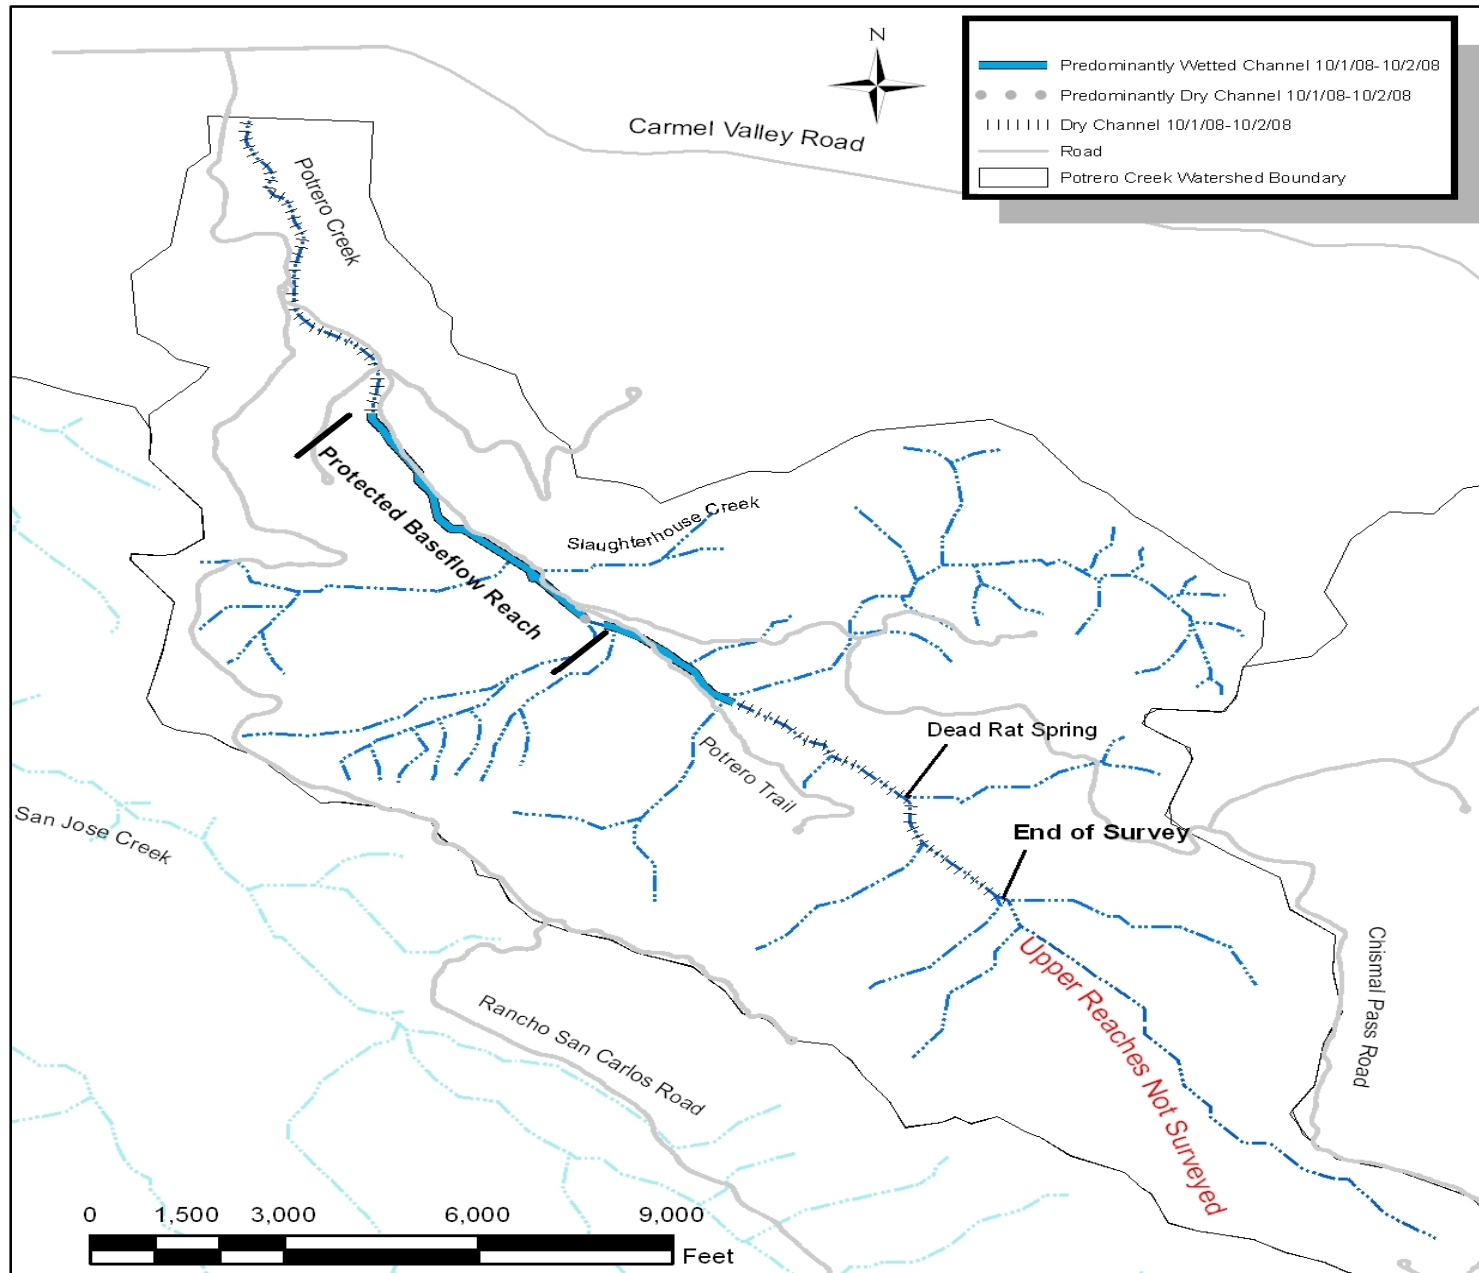 N
Predominantly Wetted Channel 10/1/08-10/2/08
Predominantly Dry Channel 10/1/08-10/2/08
Dry Channel 10/1/08-10/2/08
Road
Potrero Creek Watershed Boundary
Carmel Valley Road
Potrero Creek
Protected Baseflow Reach
Slaughterhouse Creek
Dead Rat Spring
Potrero Trail
End of Survey
San Jose Creek
Upper Reaches Not Surveyed
Chismal Pass Road
Rancho San Carlos Road
0 1,500 3,000 6,000 9,000
Feet